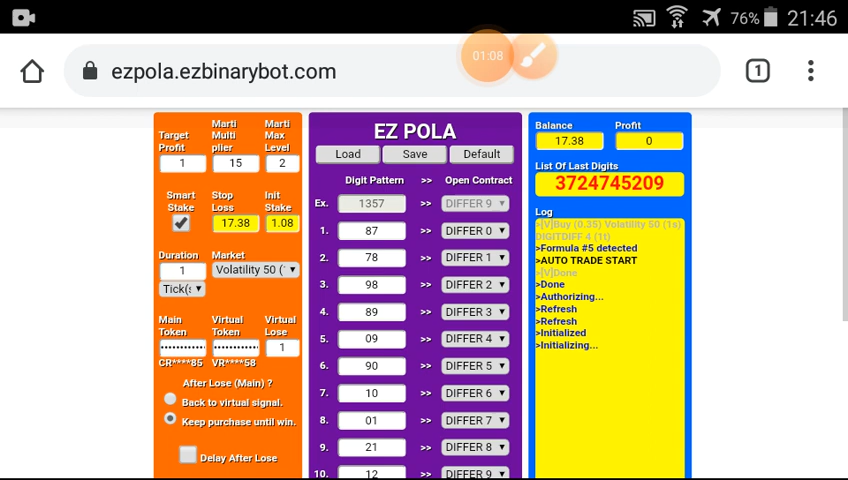 76% 21:46
01:08
ezpola.ezbinarybot.com
1
Target Profit
Marti Multi plier
Marti Max Level
1
15
2
Smart Stake
Stop Loss
Init Stake
17.38
1.08
Duration
Market
1
Volatility 50 (
Tick(s
Main Token
Virtual Token
Virtual Lose
1
CR****85
VR****58
After Lose (Main) ?
Back to virtual signal.
Keep purchase until win.
Delay After Lose
EZ POLA
Load Save Default
Digit Pattern >> Open Contract
Ex. 1357 >> DIFFER 9
1. 87 >> DIFFER 0
2. 78 >> DIFFER 1
3. 98 >> DIFFER 2
4. 89 >> DIFFER 3
5. 09 >> DIFFER 4
6. 90 >> DIFFER 5
7. 10 >> DIFFER 6
8. 01 >> DIFFER 7
9. 21 >> DIFFER 8
10. 12 >> DIFFER 9
Balance Profit
17.38 0
List Of Last Digits
3724745209
Log
>[V]Buy (0.35) Volatility 50 (1s)
DIGITDIFF 4 (1t)
>Formula #5 detected
>AUTO TRADE START
>[V]Done
>Done
>Authorizing...
>Refresh
>Refresh
>Initialized
>Initializing...